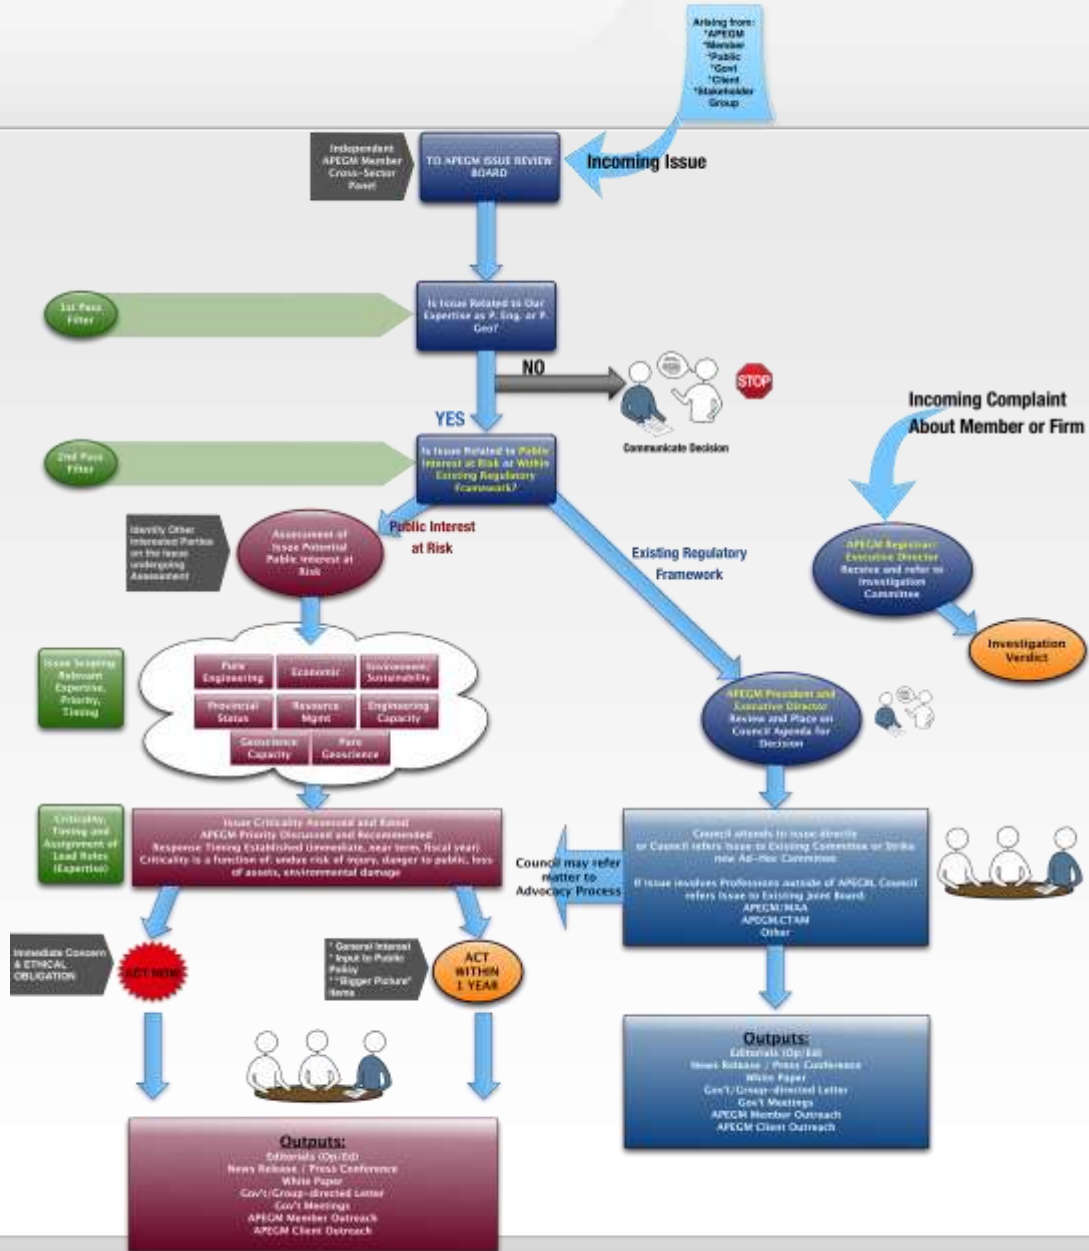 Arising from:
*APEGM
*Member
*Public
*Govt
*Client
*Stakeholder
Group
Incoming Issue
Independent
APEGM Member
Cross-Sector
Panel
TO APEGM ISSUE REVIEW
BOARD
1st Pass
Filter
Is Issue Related to Our
Expertise as P. Eng. or P.
Geo?
NO
STOP
Communicate Decision
YES
Incoming Complaint
About Member or Firm
2nd Pass
Filter
Is Issue Related to Public
Interest at Risk or Within
Existing Regulatory
Framework?
Public Interest
at Risk
Existing Regulatory
Framework
Identify Other
Interested Parties
on the Issue
undergoing
Assessment
Assessment of
Issue Potential
Public Interest at
Risk
APEGM Registrar:
Executive Director
Receive and refer to
Investigation
Committee
Investigation
Verdict
Issue Scoping
Relevant
Expertise,
Priority,
Timing
Pure
Engineering
Economic
Environment/
Sustainability
Provincial
Status
Resource
Mgmt
Engineering
Capacity
Geoscience
Capacity
Pure
Geoscience
APEGM President and
Executive Director
Review and Place on
Council Agenda for
Decision
Criticality,
Timing and
Assignment of
Lead Roles
(Expertise)
Issue Criticality Assessed and Rated
APEGM Priority Discussed and Recommended
Response Timing Established (immediate, near term, fiscal year)
Criticality is a function of: undue risk of injury, danger to public, loss
of assets, environmental damage
Council may refer
matter to
Advocacy Process
Council attends to issue directly
or Council refers Issue to Existing Committee or Strike
new Ad-Hoc Committee
If Issue involves Professions outside of APEGM, Council
refers Issue to Existing Joint Board:
APEGM/MAA
APEGM/CTAM
Other
Immediate Concern
& ETHICAL
OBLIGATION
ACT NOW
* General Interest
* Input to Public
Policy
* "Bigger Picture"
Items
ACT
WITHIN
1 YEAR
Outputs:
Editorials (Op/Ed)
News Release / Press Conference
White Paper
Gov't/Group-directed Letter
Gov't Meetings
APEGM Member Outreach
APEGM Client Outreach
Outputs:
Editorials (Op/Ed)
News Release / Press Conference
White Paper
Gov't/Group-directed Letter
Gov't Meetings
APEGM Member Outreach
APEGM Client Outreach